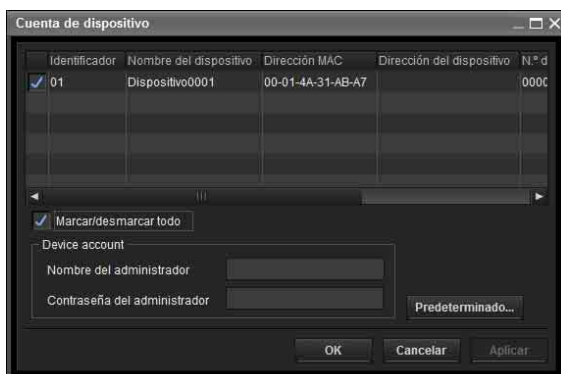 Cuenta de dispositivo
Identificador Nombre del dispositivo Dirección MAC Dirección del dispositivo N.º d
01 Dispositivo0001 00-01-4A-31-AB-A7 0000
Marcar/desmarcar todo
Device account
Nombre del administrador
Contraseña del administrador
Predeterminado...
OK Cancelar Aplicar